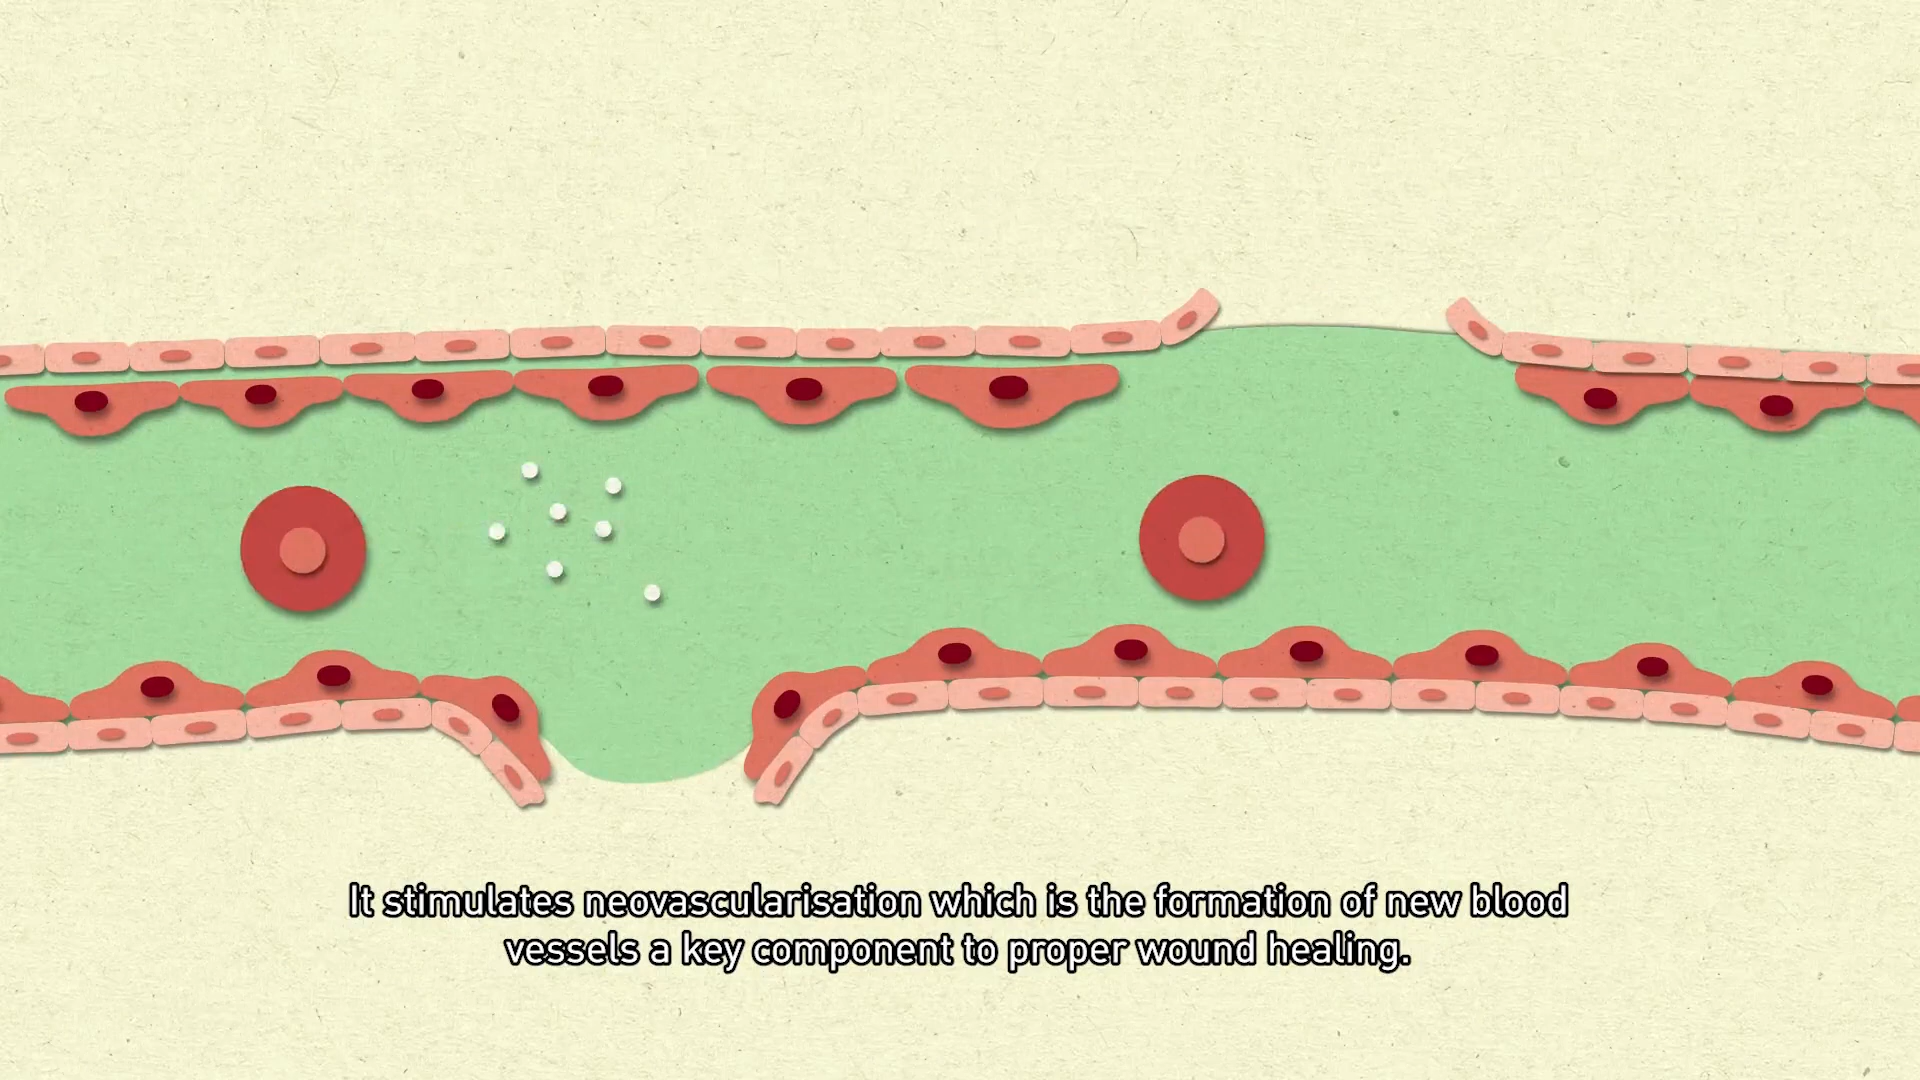 It stimulates neovascularisation which is the formation of new blood
vessels a key component to proper wound healing.